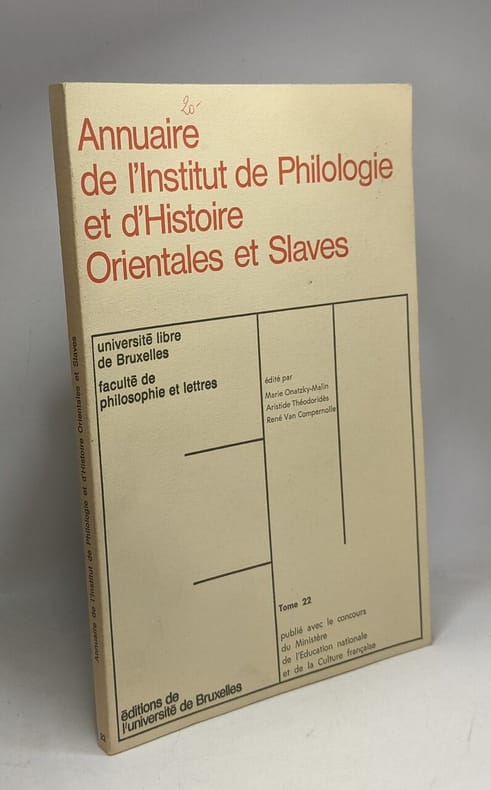 20-
Annuaire
de l'Institut de Philologie
et d'Histoire
Orientales et Slaves
université libre
de Bruxelles
faculté de
philosophie et lettres
édité par
Marie Onatzky-Malin
Aristide Théodoridès
René Van Compernolle
Tome 22
publié avec le concours
du Ministère
de l'Education nationale
et de la Culture française
éditions de
l'université de Bruxelles
Annuaire de l'Institut de Philologie et d'Histoire Orientales et Slaves
22